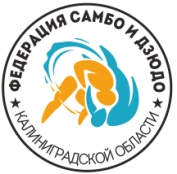 ФЕДЕРАЦИЯ САМБО И ДЗЮДО
КАЛИНИНГРАДСКОЙ ОБЛАСТИ